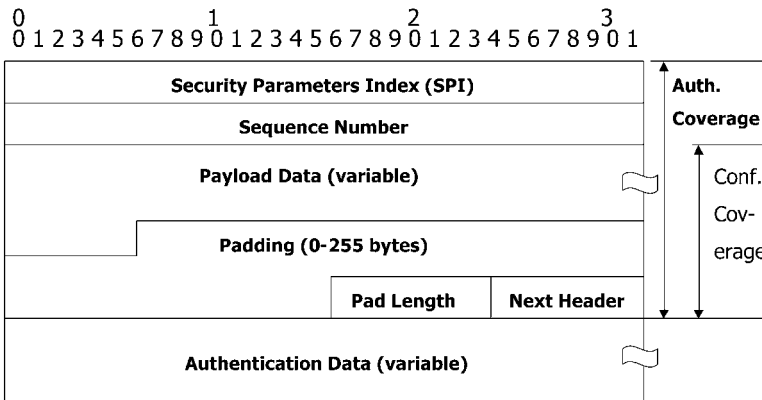 0 1 2 3
0 1 2 3 4 5 6 7 8 9 0 1 2 3 4 5 6 7 8 9 0 1 2 3 4 5 6 7 8 9 0 1
Security Parameters Index (SPI)
Auth.
Coverage
Sequence Number
Payload Data (variable)
Conf.
Cov-
erage
Padding (0-255 bytes)
Pad Length Next Header
Authentication Data (variable)